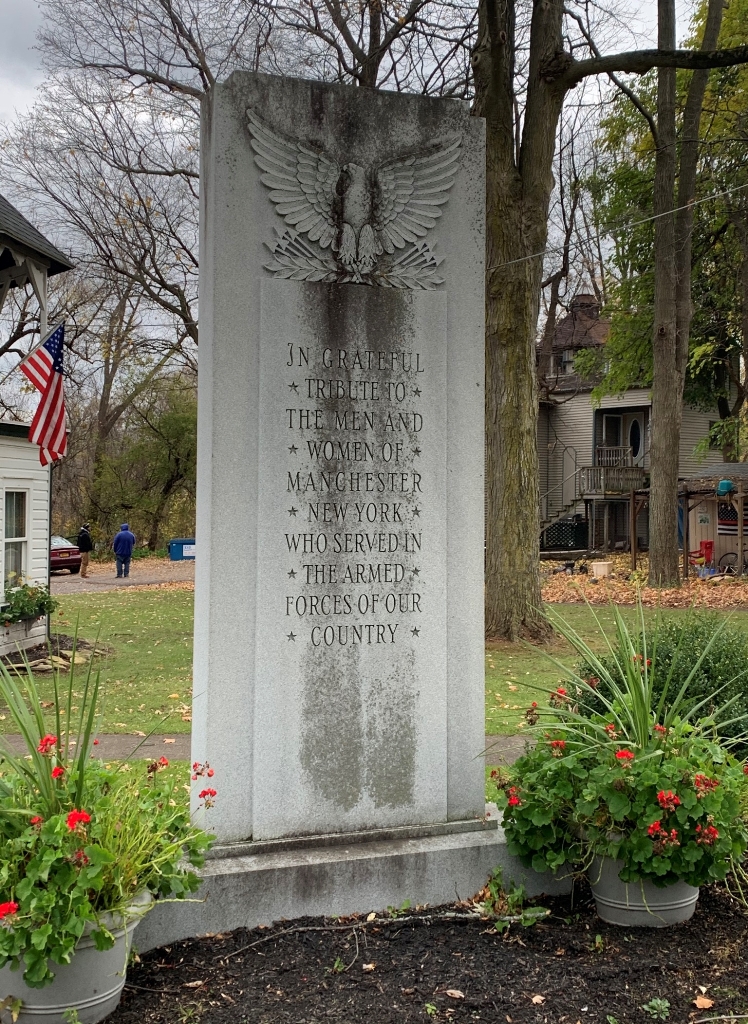 IN GRATEFUL
★ TRIBUTE TO ★
THE MEN AND
★ WOMEN OF ★
MANCHESTER
★ NEW YORK ★
WHO SERVED IN
★ THE ARMED ★
FORCES OF OUR
★ COUNTRY ★